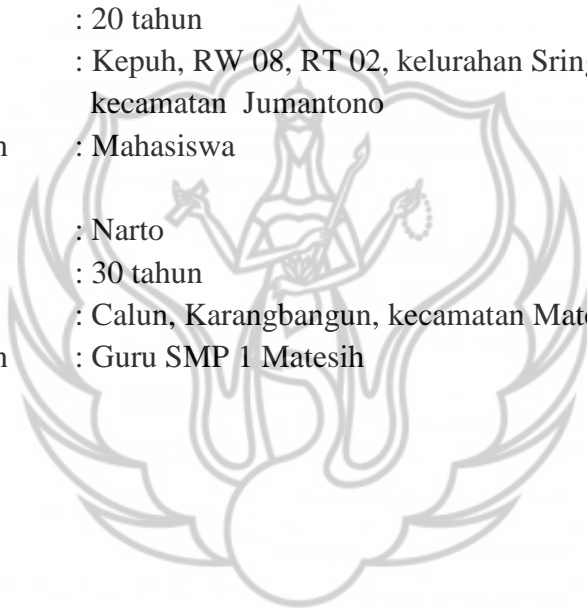 : 20 tahun
: Kepuh, RW 08, RT 02, kelurahan
kecamatan Jumantono
: Mahasiswa
: Narto
: 30 tahun
: Calun, Karangbangun, kecamatan
: Guru SMP 1 Matesih